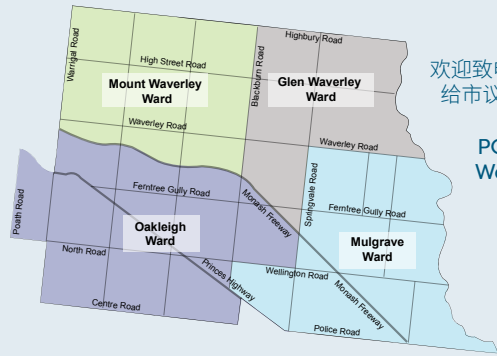 Warrigal Road
High Street Road
Blackburn Road
Highbury Road
Mount Waverley
Ward
Glen Waverley
Ward
Waverley Road
Waverley Road
Springvale Road
Ferntree Gully Road
Ferntree Gully Road
Monash Freeway
Poath Road
Oakleigh
Ward
Mulgrave
Ward
North Road
Princes Highway
Wellington Road
Monash Freeway
Centre Road
Police Road
欢迎致
给市议